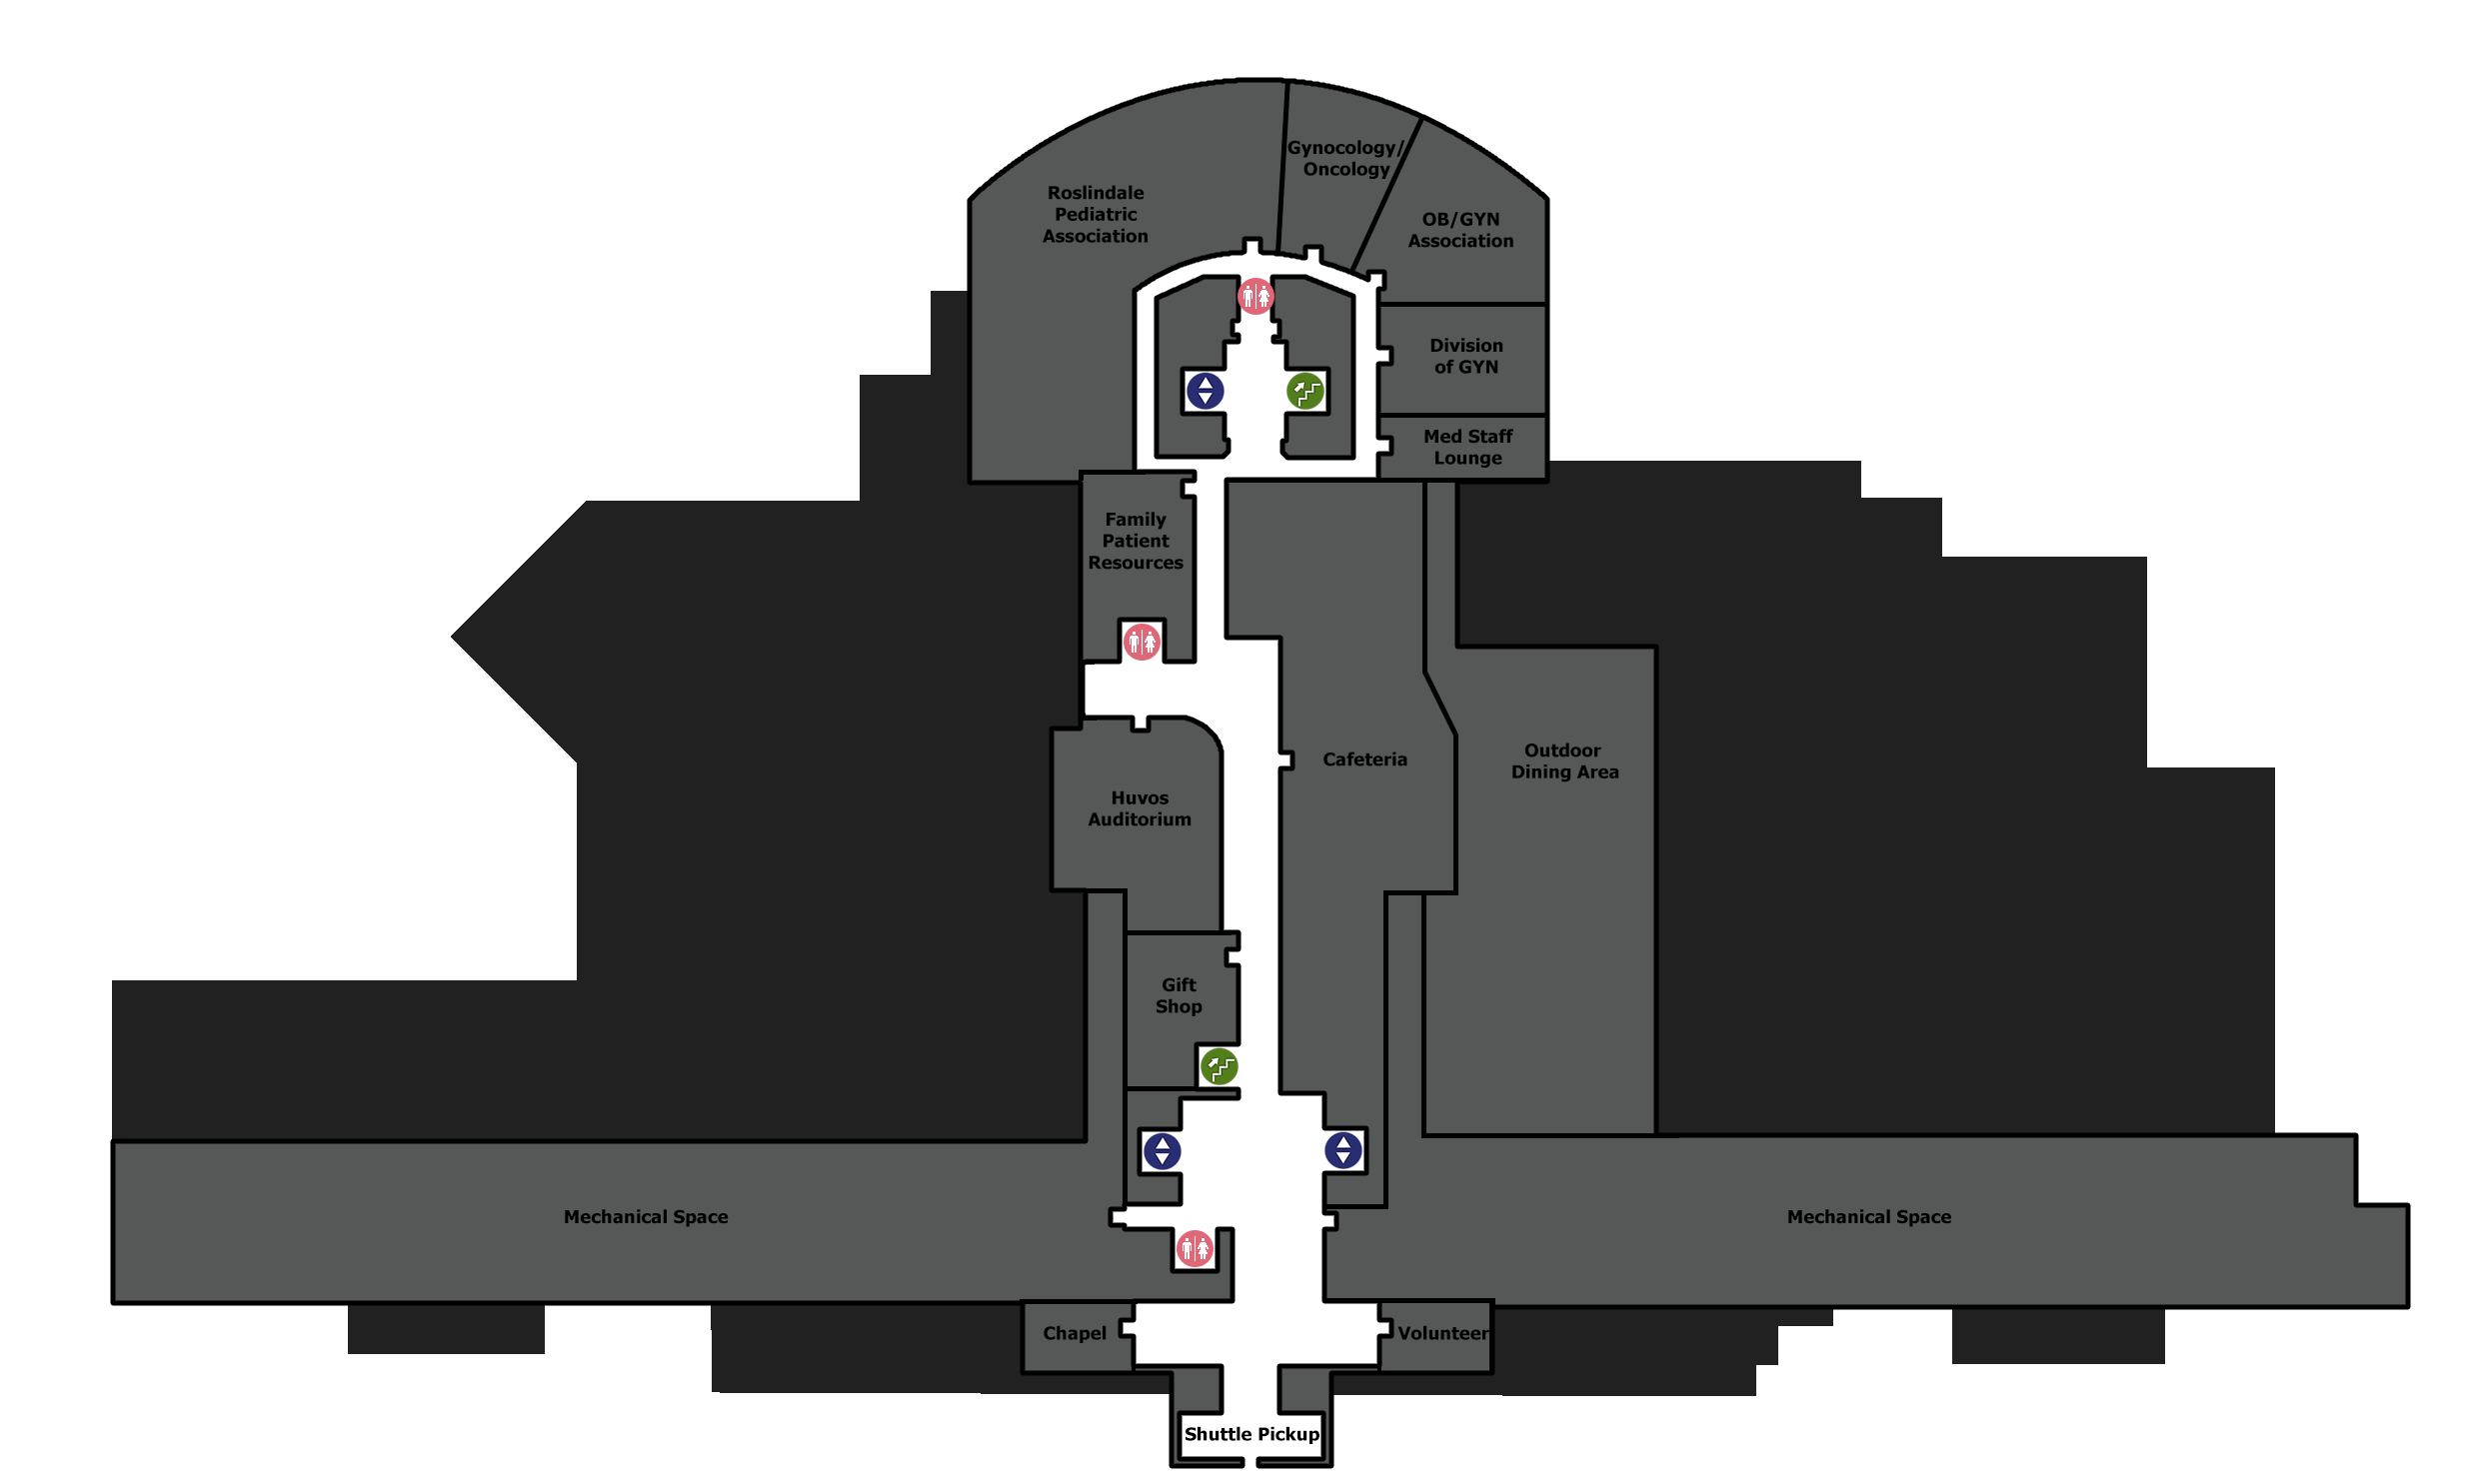 Gynocology/
Oncology
Roslindale
Pediatric
Association
OB/GYN
Association
Division
of GYN
Med Staff
Lounge
Family
Patient
Resources
Cafeteria
Outdoor
Dining Area
Huvos
Auditorium
Gift
Shop
Mechanical Space
Mechanical Space
Chapel
Volunteer
Shuttle Pickup